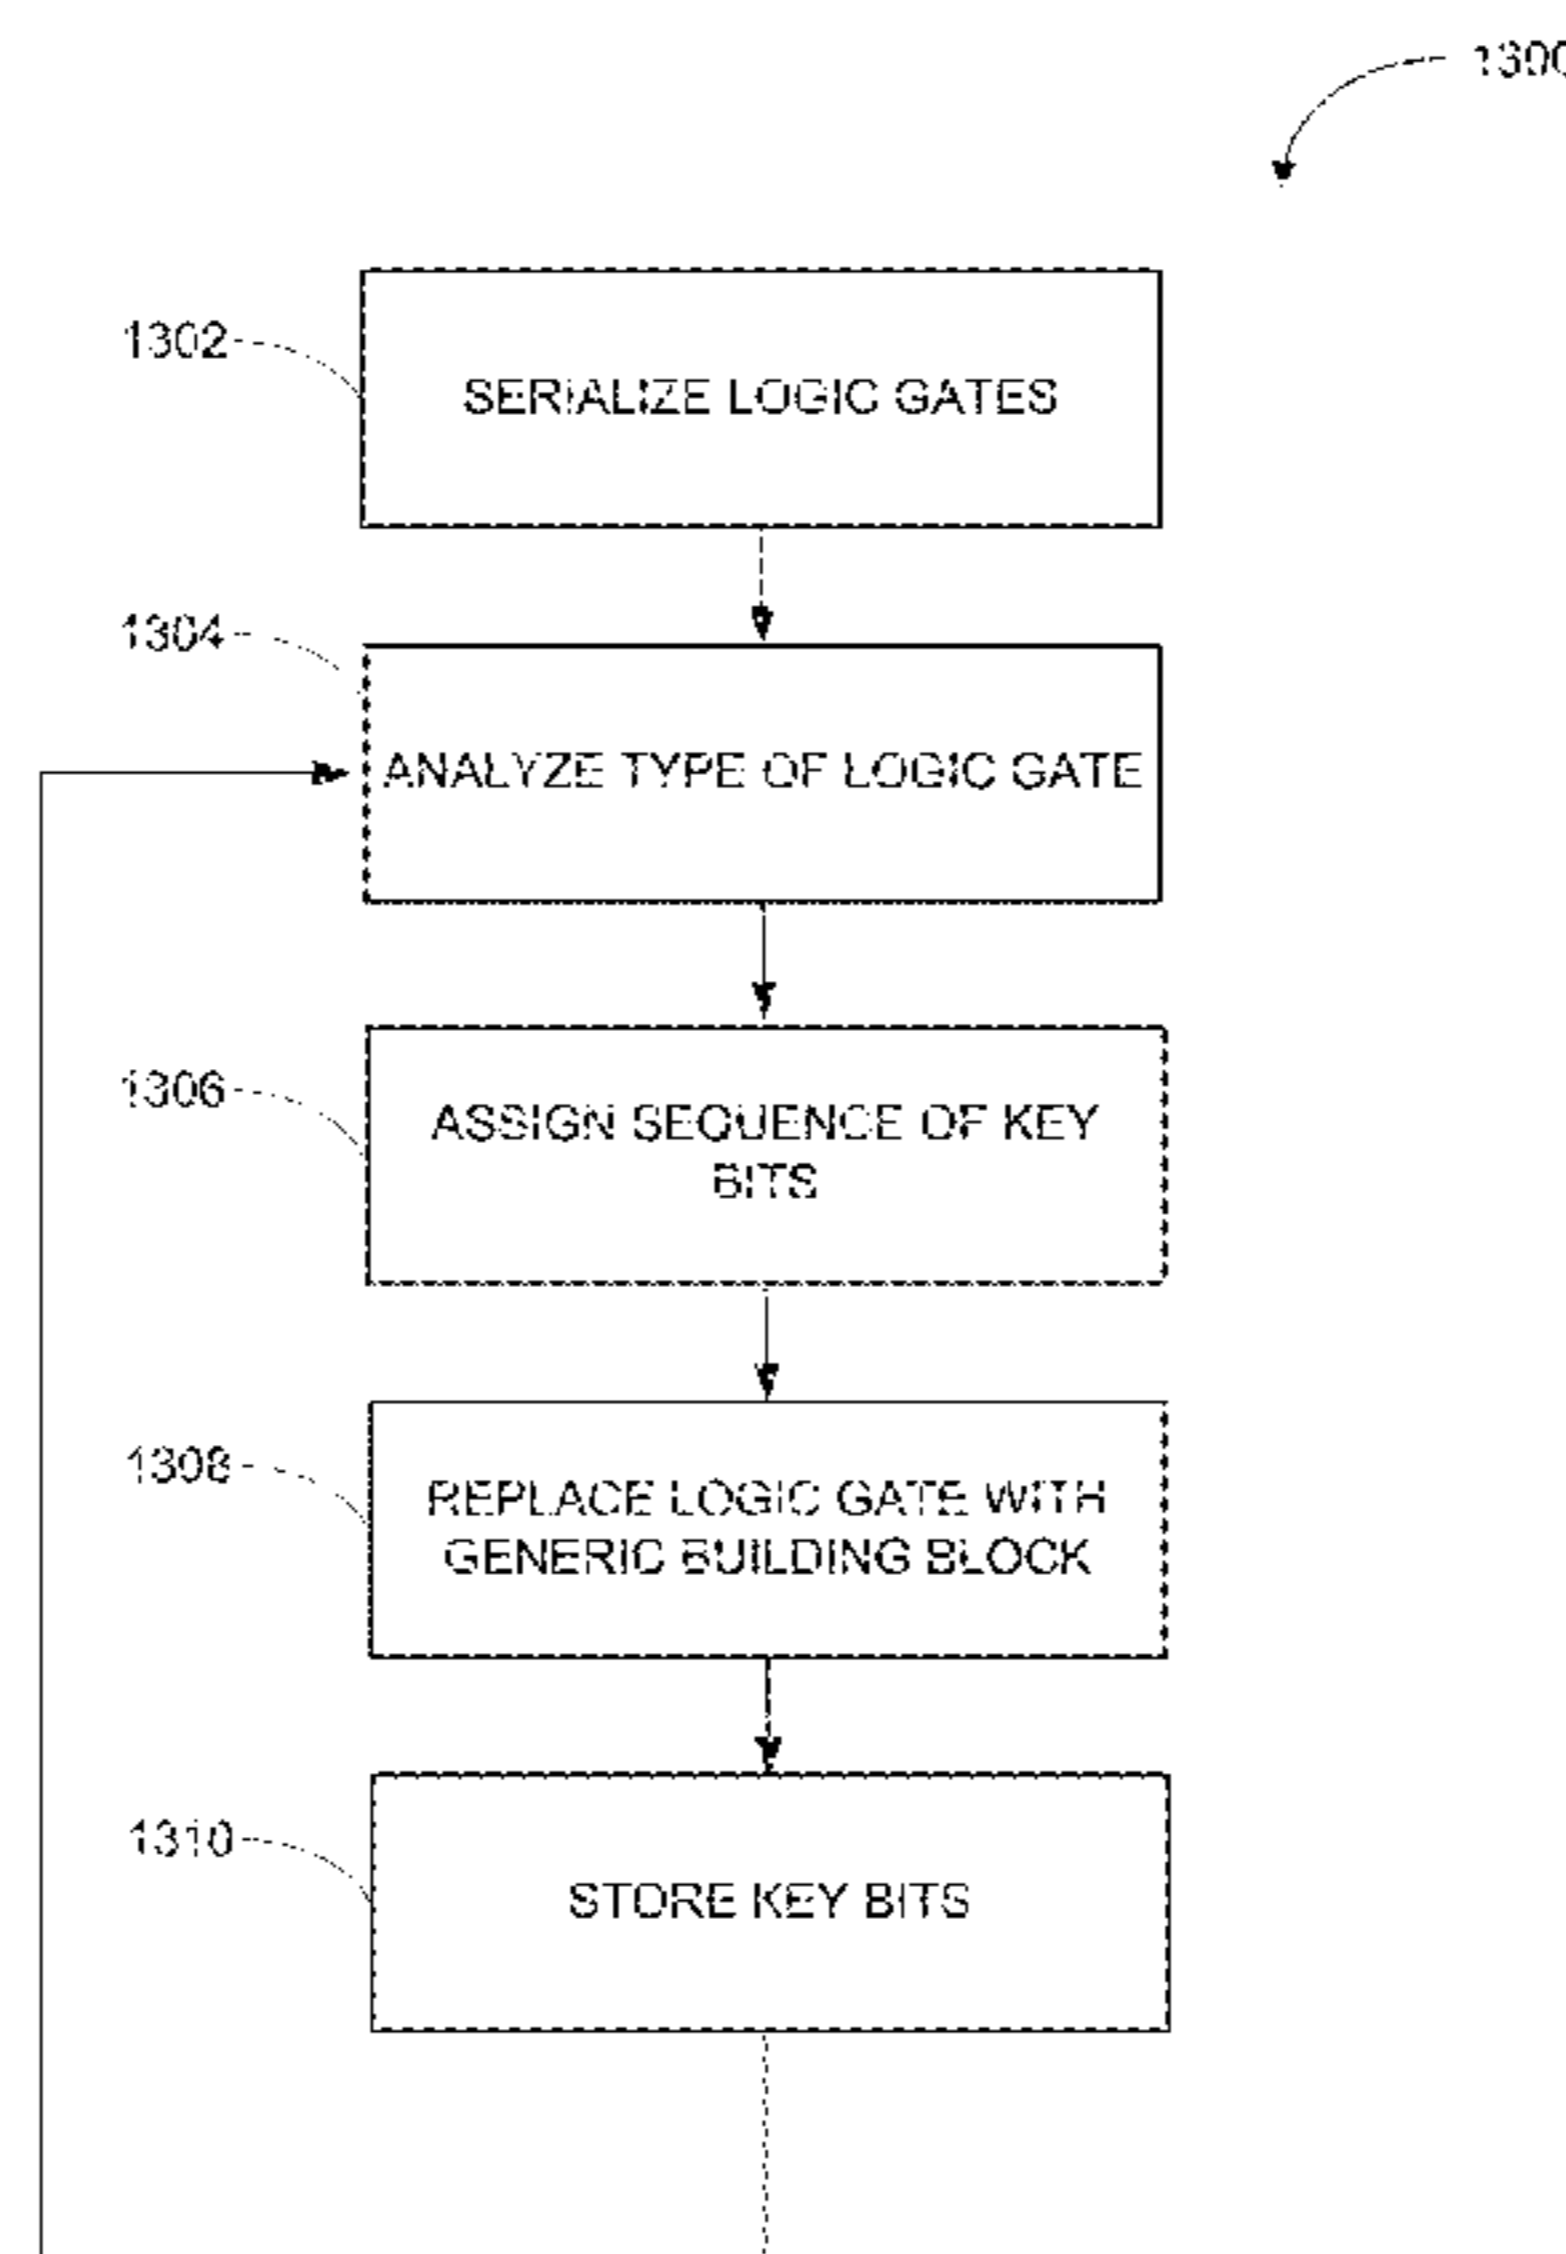 1300
1302
SERIALIZE LOGIC GATES
1304
ANALYZE TYPE OF LOGIC GATE
1306
ASSIGN SEQUENCE OF KEY
BITS
1308
REPLACE LOGIC GATE WITH
GENERIC BUILDING BLOCK
1310
STORE KEY BITS